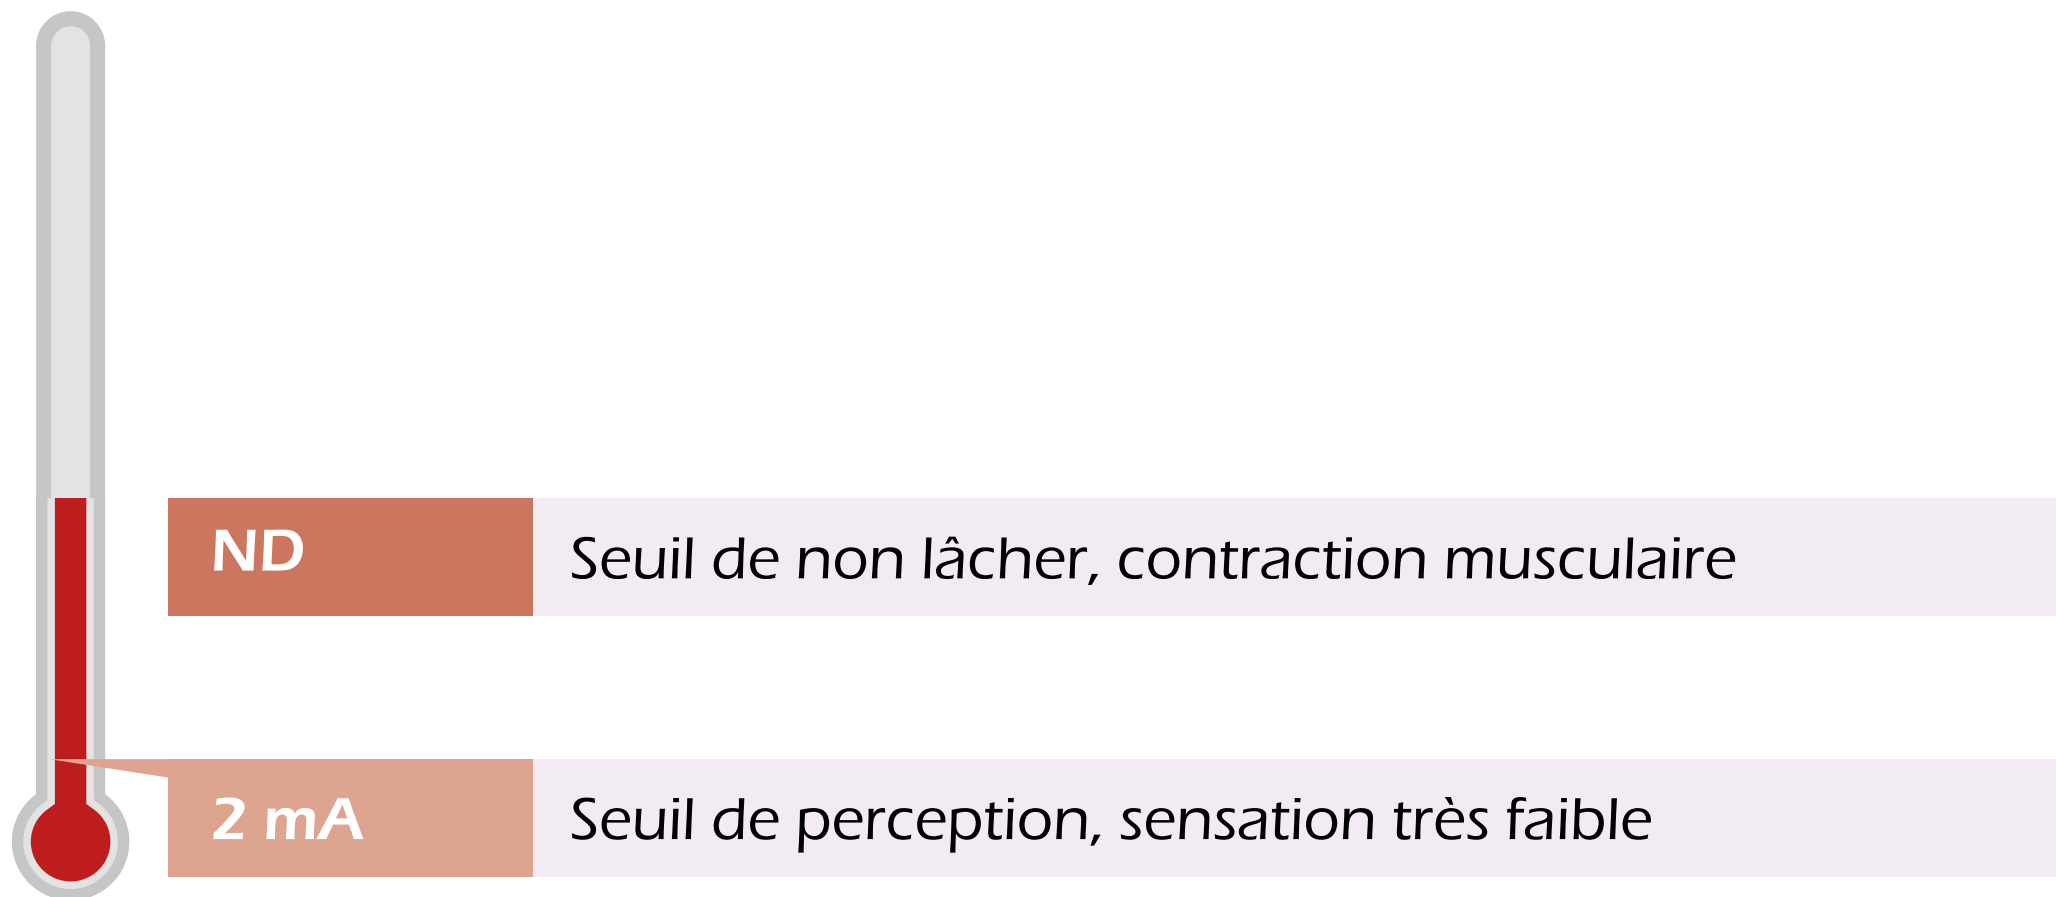 ND
Seuil de non lâcher, contraction musculaire
2 mA
Seuil de perception, sensation très faible